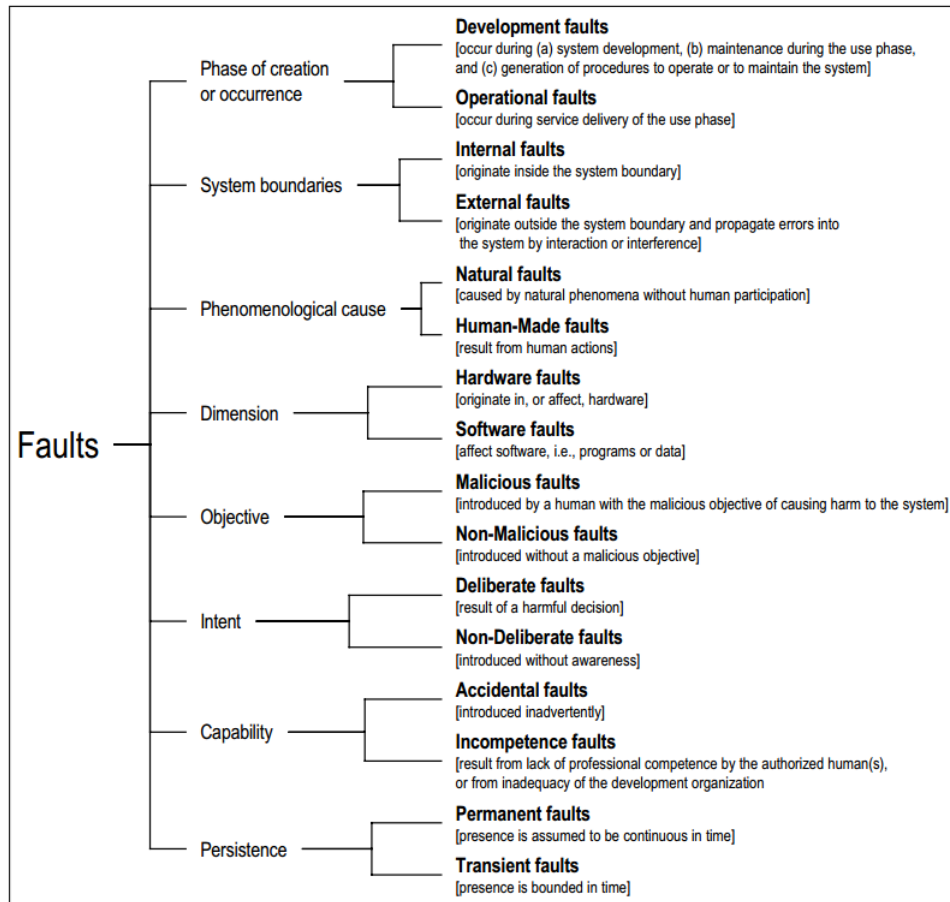 Development faults
[occur during (a) system development, (b) maintenance during the use phase,
and (c) generation of procedures to operate or to maintain the system]
Phase of creation
or occurrence
Operational faults
[occur during service delivery of the use phase]
Internal faults
[originate inside the system boundary]
System boundaries
External faults
[originate outside the system boundary and propagate errors into
the system by interaction or interference]
Natural faults
[caused by natural phenomena without human participation]
Phenomenological cause
Human-Made faults
[result from human actions]
Hardware faults
[originate in, or affect, hardware]
Dimension
Software faults
[affect software, i.e., programs or data]
Faults
Malicious faults
[introduced by a human with the malicious objective of causing harm to the system]
Objective
Non-Malicious faults
[introduced without a malicious objective]
Deliberate faults
[result of a harmful decision]
Intent
Non-Deliberate faults
[introduced without awareness]
Accidental faults
[introduced inadvertently]
Capability
Incompetence faults
[result from lack of professional competence by the authorized human(s),
or from inadequacy of the development organization
Permanent faults
[presence is assumed to be continuous in time]
Persistence
Transient faults
[presence is bounded in time]